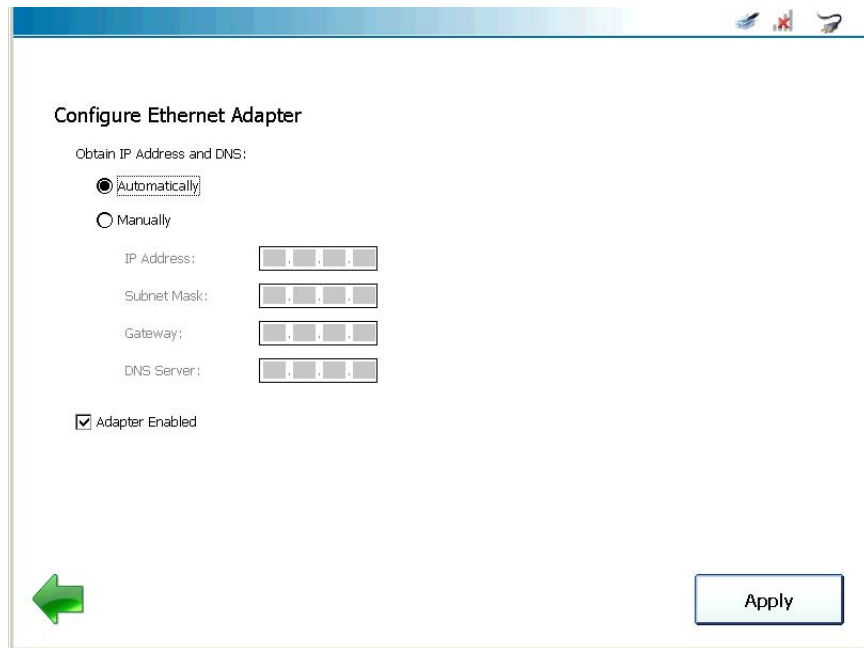 Configure Ethernet Adapter
Obtain IP Address and DNS:
Automatically
Manually
IP Address:
Subnet Mask:
Gateway:
DNS Server:
Adapter Enabled
Apply